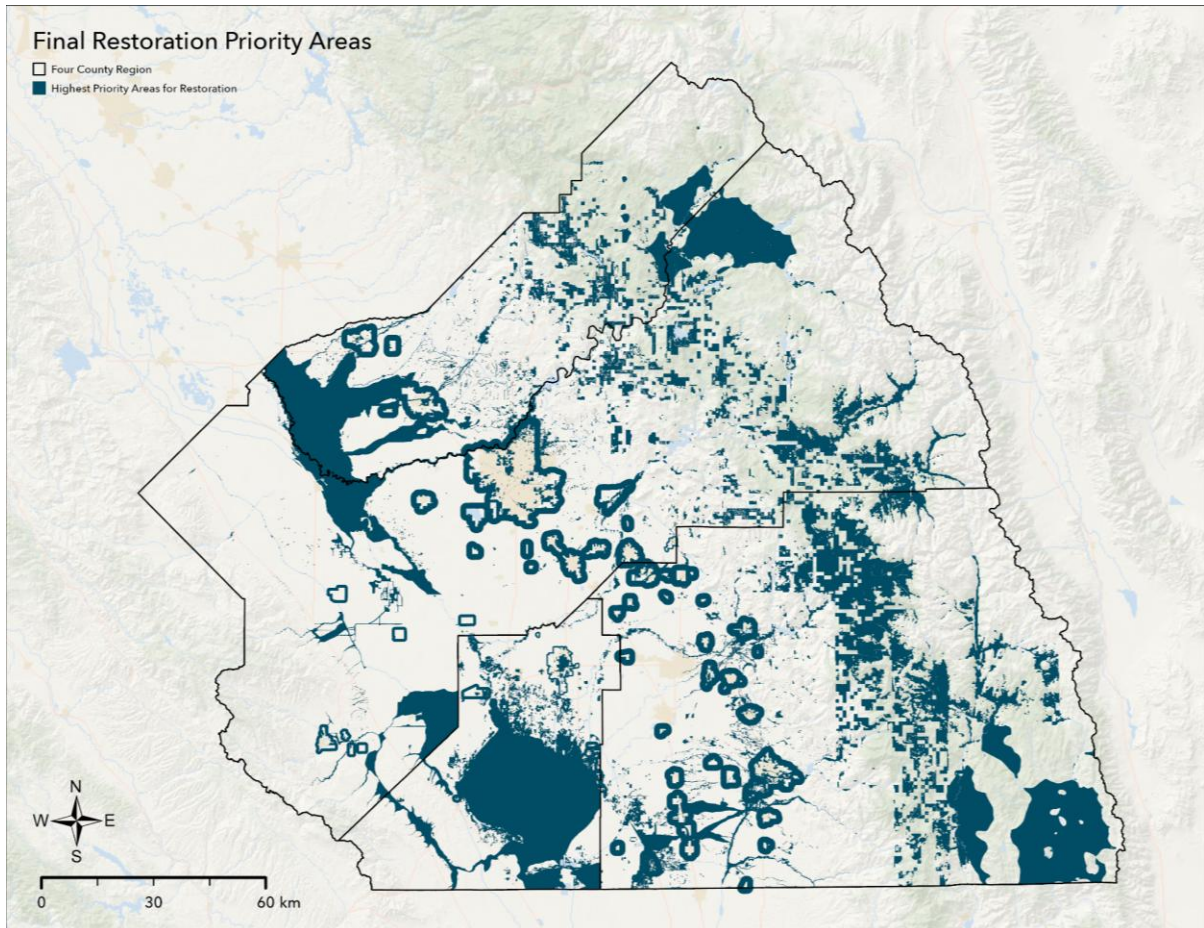 Final Restoration Priority Areas
Four County Region
Highest Priority Areas for Restoration
N
W E
S
0 30 60 km